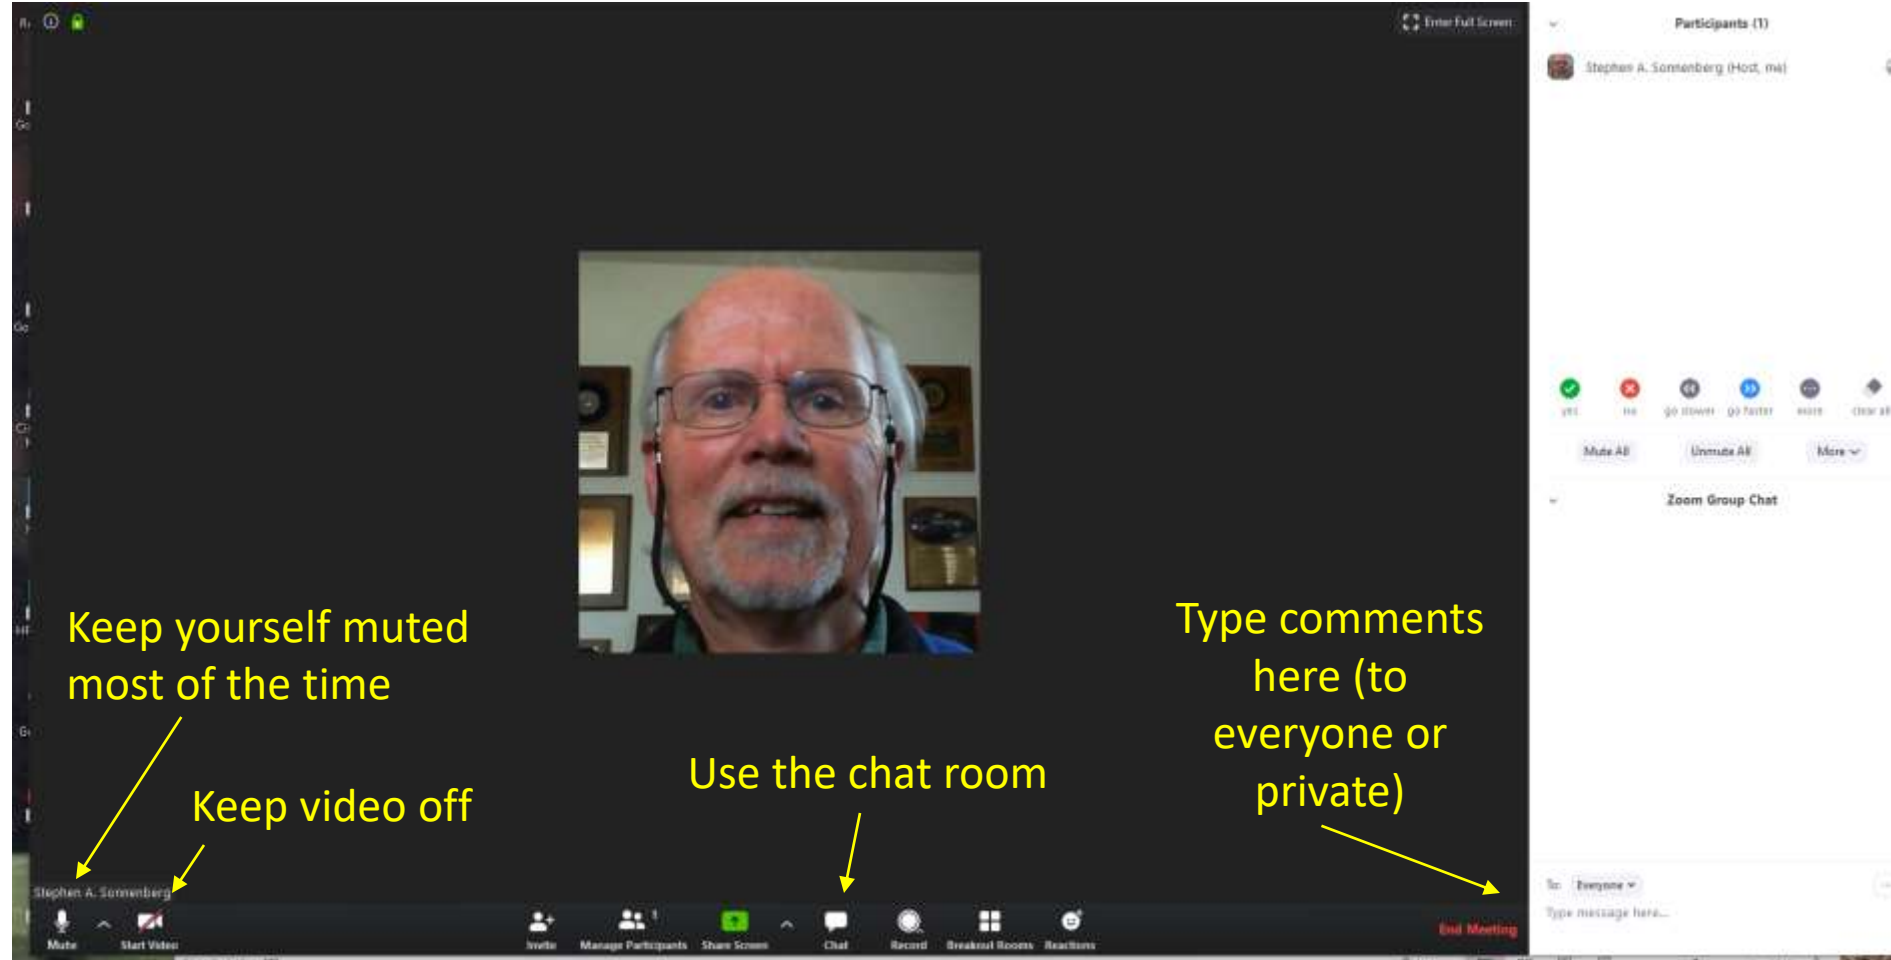 Enter Full Screen
Participants (1)
Stephen A. Sonnenberg (Host, me)
yes no go slower go faster more clear all
Mute All Unmute All More
Zoom Group Chat
Keep yourself muted
most of the time
Keep video off
Use the chat room
Type comments
here (to
everyone or
private)
Stephen A. Sonnenberg
Mute Start Video Invite Manage Participants 1 Share Screen Chat Record Breakout Rooms Reactions End Meeting
To: Everyone
Type message here...